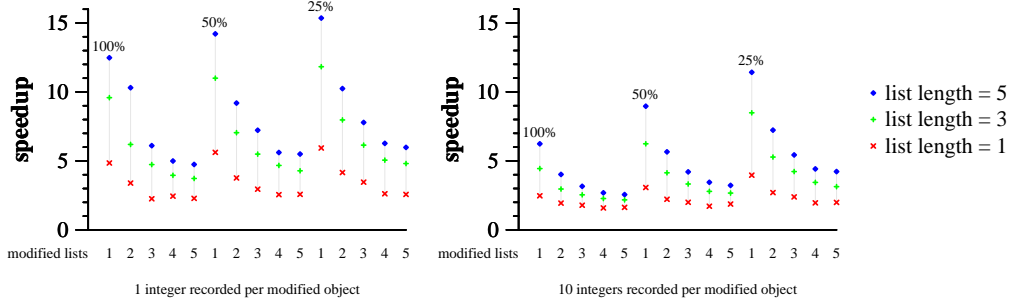 15
10
5
0
speedup
100%
50%
25%
modified lists 1 2 3 4 5 1 2 3 4 5 1 2 3 4 5
1 integer recorded per modified object
15
10
5
0
speedup
100%
50%
25%
modified lists 1 2 3 4 5 1 2 3 4 5 1 2 3 4 5
10 integers recorded per modified object
list length = 5
list length = 3
list length = 1